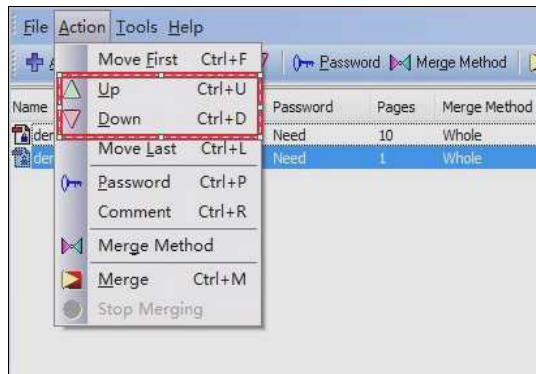 File Action Tools Help
Move First Ctrl+F
Password Merge Method
Up Ctrl+U
Name Password Pages Merge Method
Down Ctrl+D
der Need 10 Whole
Move Last Ctrl+L
der Need 1 Whole
Password Ctrl+P
Comment Ctrl+R
Merge Method
Merge Ctrl+M
Stop Merging